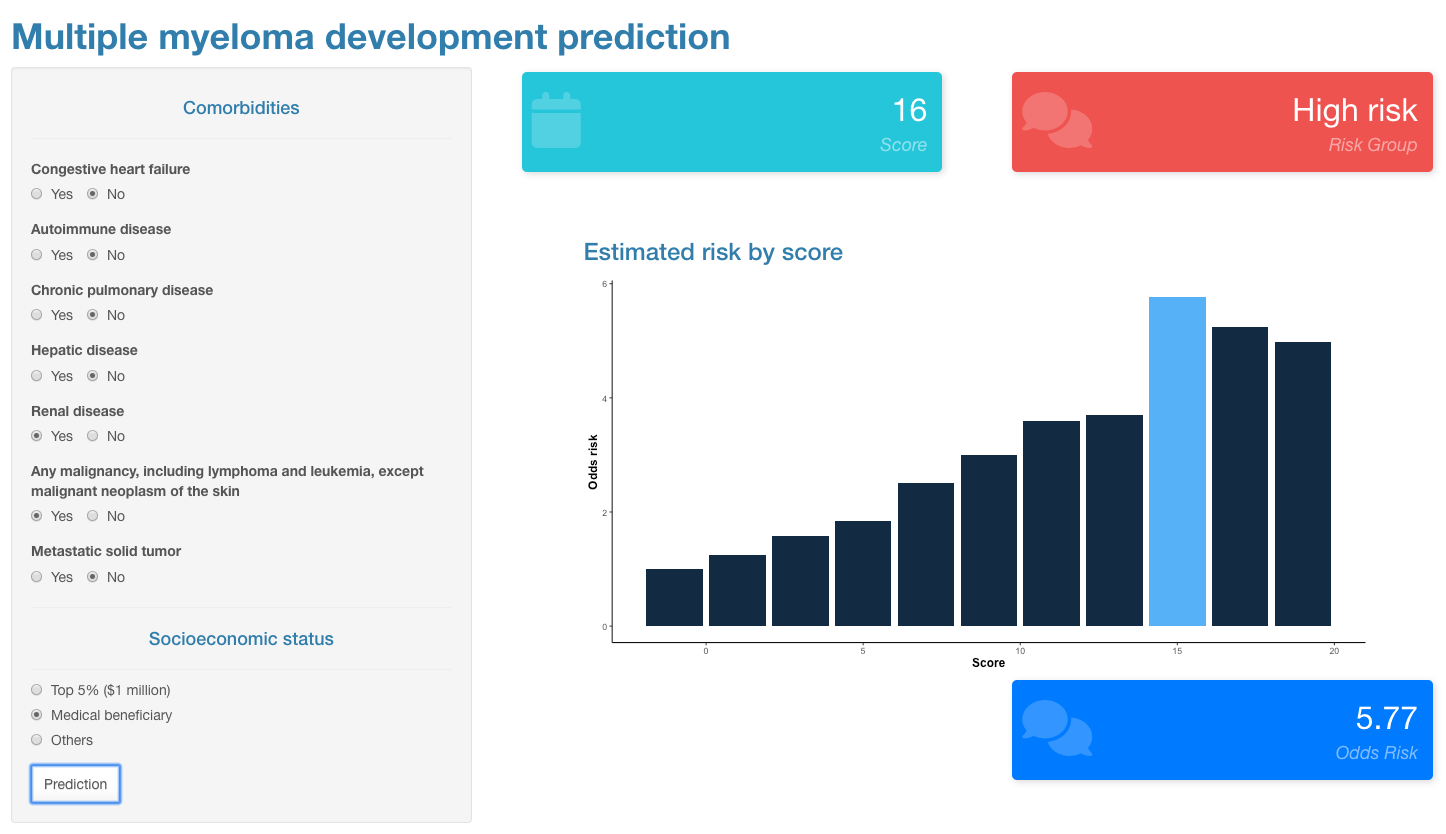 Multiple myeloma development prediction
Comorbidities
Congestive heart failure
Yes No
Autoimmune disease
Yes No
Chronic pulmonary disease
Yes No
Hepatic disease
Yes No
Renal disease
Yes No
Any malignancy, including lymphoma and leukemia, except
malignant neoplasm of the skin
Yes No
Metastatic solid tumor
Yes No
Socioeconomic status
Top 5% ($1 million)
Medical beneficiary
Others
Prediction
16
Score
High risk
Risk Group
Estimated risk by score
6
4
2
0
Odds risk
0 5 10 15 20
Score
5.77
Odds Risk